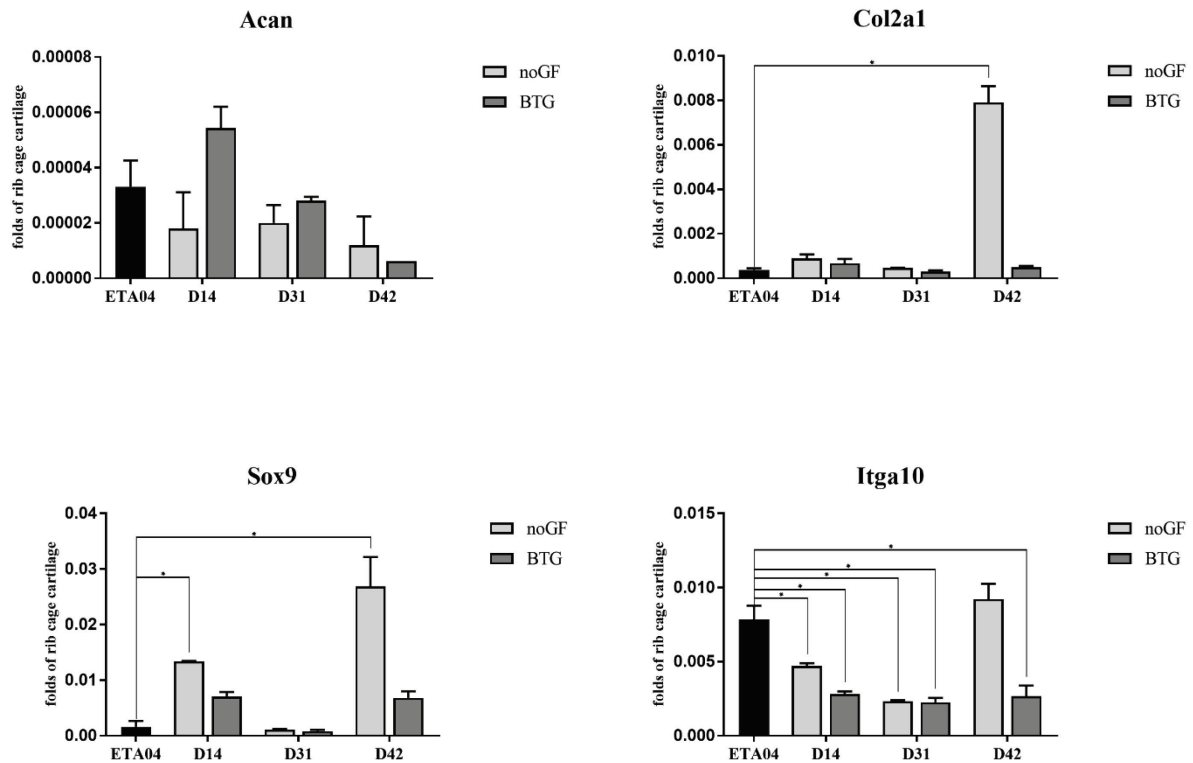 Acan
folds of rib cage cartilage
0.00008
0.00006
0.00004
0.00002
0.00000
ETA04 D14 D31 D42
noGF
BTG
Col2a1
folds of rib cage cartilage
0.010
0.008
0.006
0.004
0.002
0.000
*
ETA04 D14 D31 D42
noGF
BTG
Sox9
folds of rib cage cartilage
0.04
0.03
0.02
0.01
0.00
*
*
ETA04 D14 D31 D42
noGF
BTG
Itga10
folds of rib cage cartilage
0.015
0.010
0.005
0.000
*
*
*
*
*
ETA04 D14 D31 D42
noGF
BTG